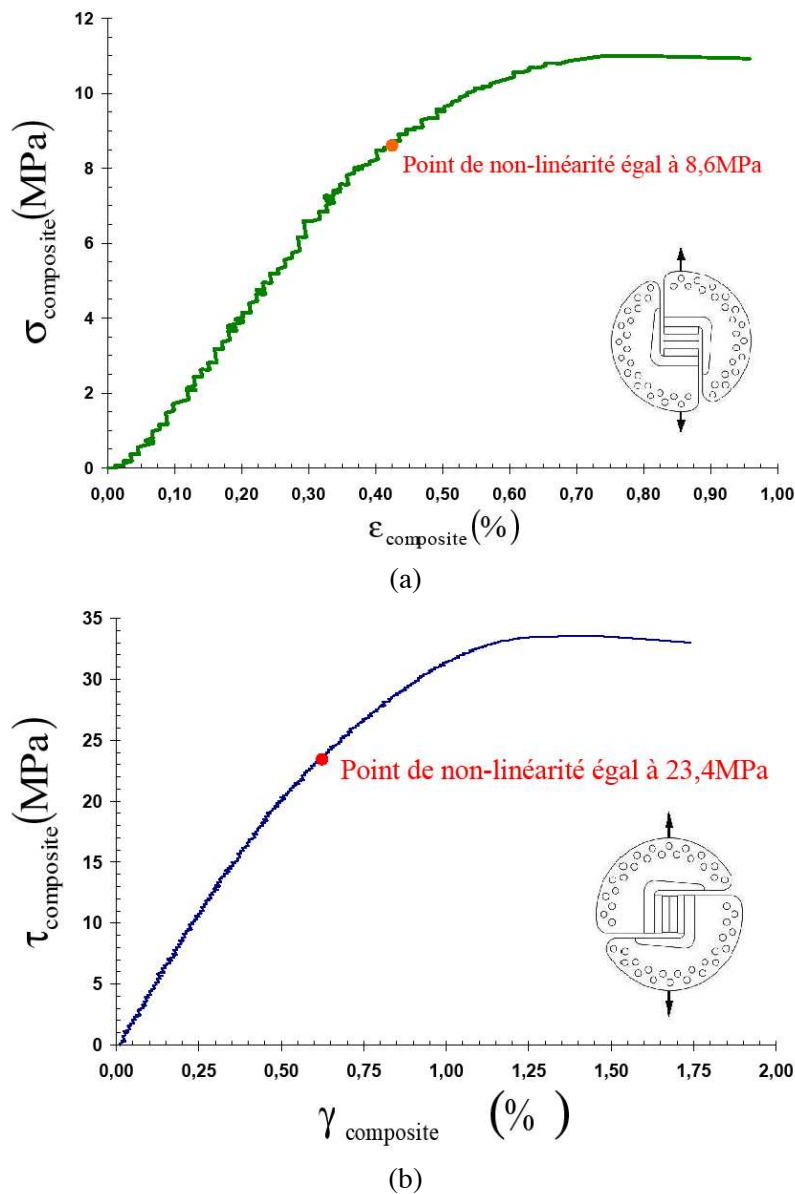 12
10
8
6
4
2
0
σcomposite(MPa)
Point de non-linéarité égal à 8,6MPa
0,00 0,10 0,20 0,30 0,40 0,50 0,60 0,70 0,80 0,90 1,00
εcomposite(%)
(a)
35
30
25
20
15
10
5
0
τcomposite(MPa)
Point de non-linéarité égal à 23,4MPa
0,00 0,25 0,50 0,75 1,00 1,25 1,50 1,75 2,00
γcomposite (%)
(b)